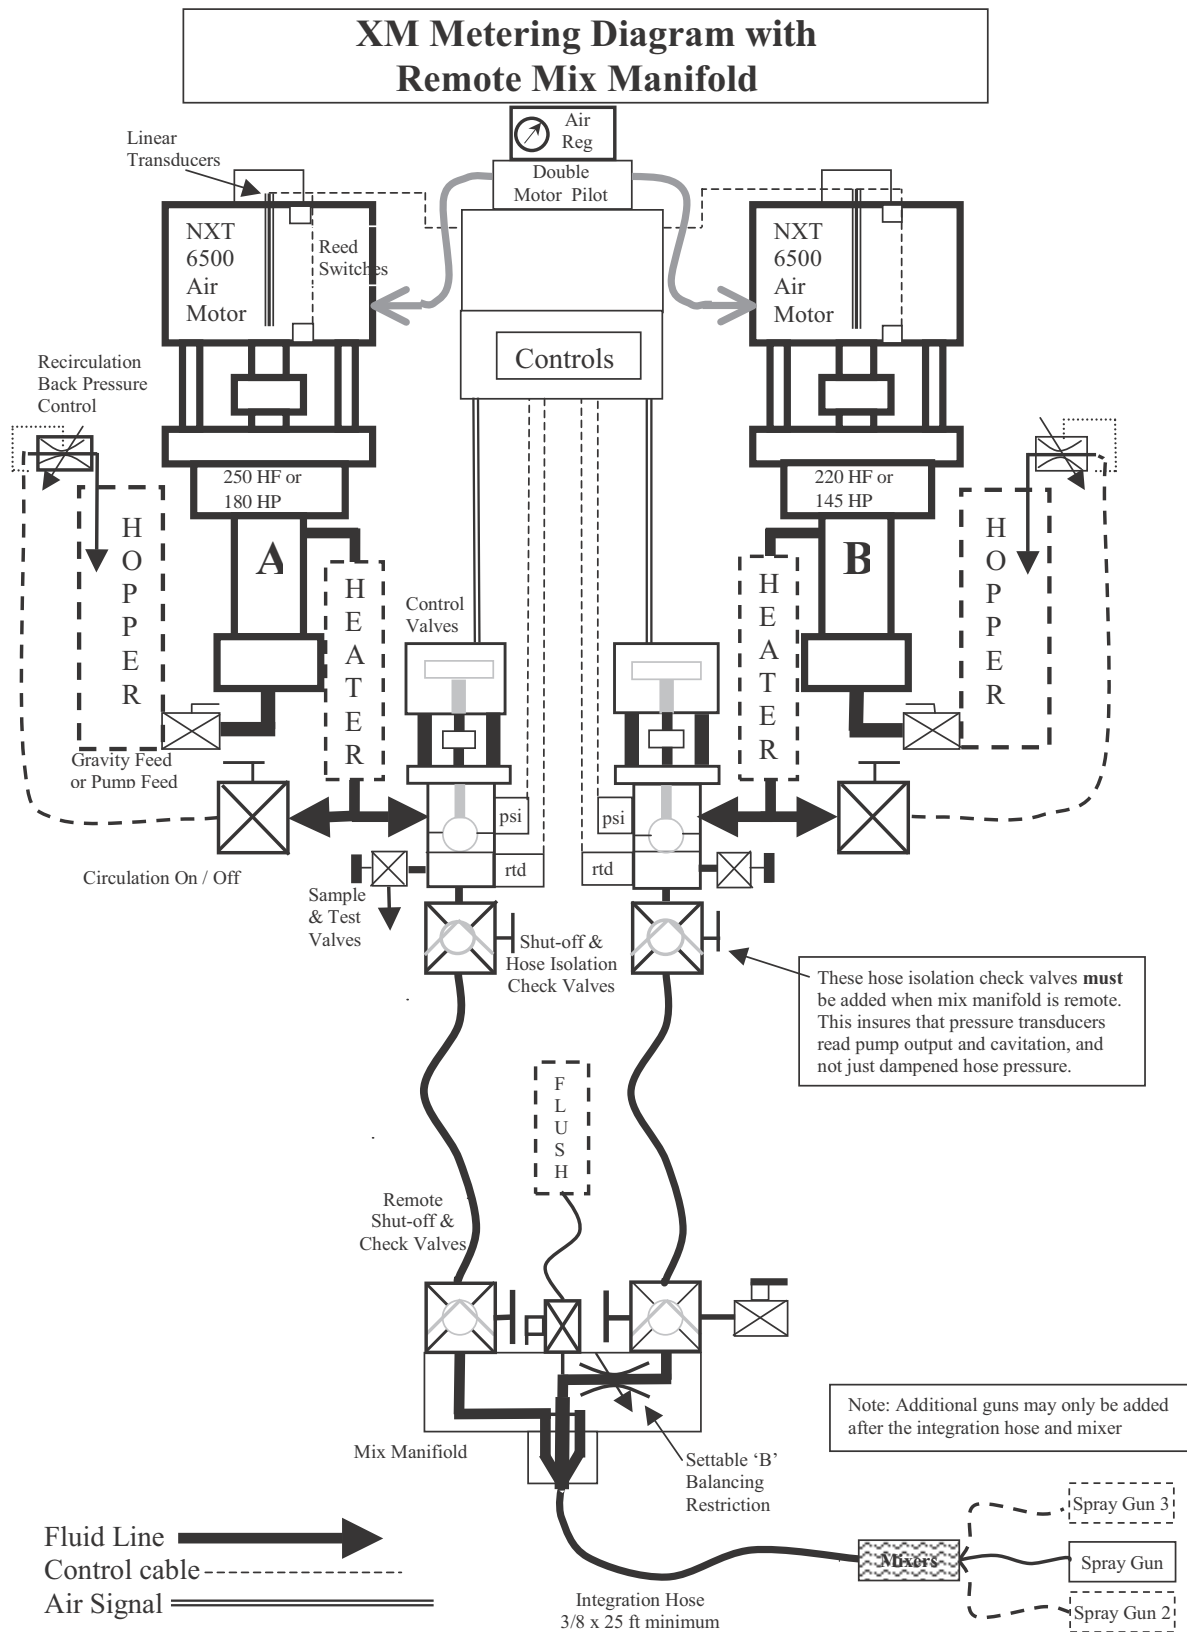 XM Metering Diagram with
Remote Mix Manifold
Air
Reg
Double
Motor Pilot
Linear
Transducers
NXT
6500
Air
Motor
Reed
Switches
NXT
6500
Air
Motor
Controls
Recirculation
Back Pressure
Control
250 HF or
180 HP
220 HF or
145 HP
A
B
HOPPER
HEATER
HEATER
HOPPER
Control
Valves
Gravity Feed
or Pump Feed
psi
psi
rtd
rtd
Circulation On / Off
Sample
& Test
Valves
Shut-off &
Hose Isolation
Check Valves
These hose isolation check valves must
be added when mix manifold is remote.
This insures that pressure transducers
read pump output and cavitation, and
not just dampened hose pressure.
FLUSH
Remote
Shut-off &
Check Valves
Mix Manifold
Settable ‘B’
Balancing
Restriction
Note: Additional guns may only be added
after the integration hose and mixer
Fluid Line
Control cable
Air Signal
Integration Hose
3/8 x 25 ft minimum
Mixers
Spray Gun 3
Spray Gun
Spray Gun 2